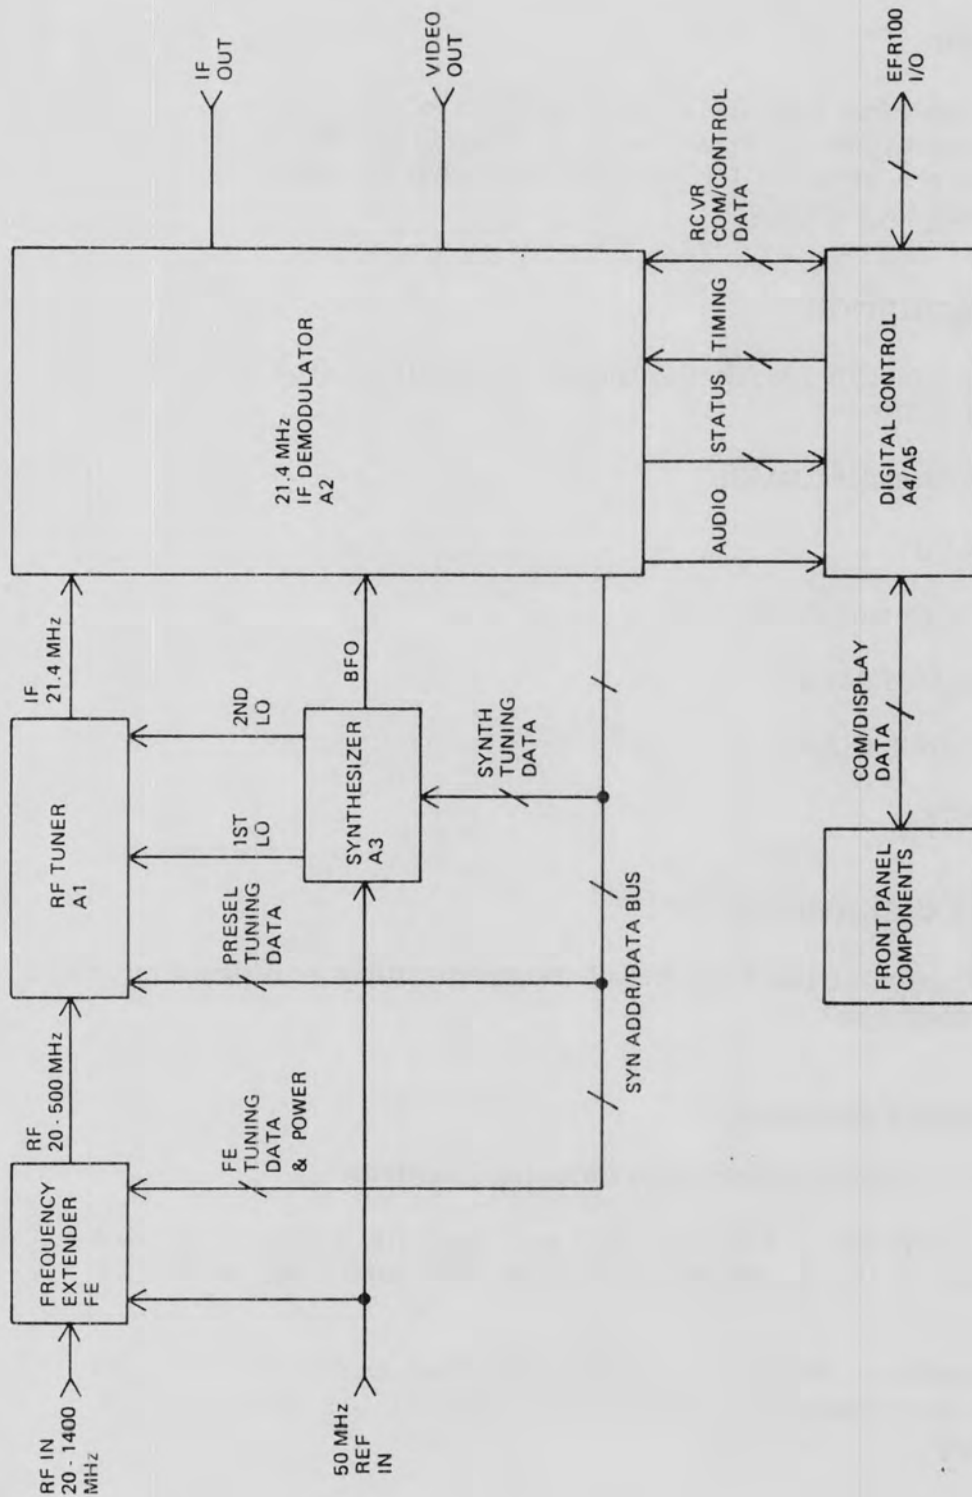 RF IN
20 - 1400
MHz
FREQUENCY
EXTENDER
FE
RF
20 - 500 MHz
RF TUNER
A1
IF
21.4 MHz
21.4 MHz
IF DEMODULATOR
A2
IF
OUT
VIDEO
OUT
50 MHz
REF
IN
FE
TUNING
DATA
& POWER
PRESEL
TUNING
DATA
1ST
LO
2ND
LO
SYNTHESIZER
A3
BFO
SYNTH
TUNING
DATA
SYN ADDR/DATA BUS
AUDIO
STATUS
TIMING
RCVR
COM/CONTROL
DATA
FRONT PANEL
COMPONENTS
COM/DISPLAY
DATA
DIGITAL CONTROL
A4/A5
EFR100
I/O